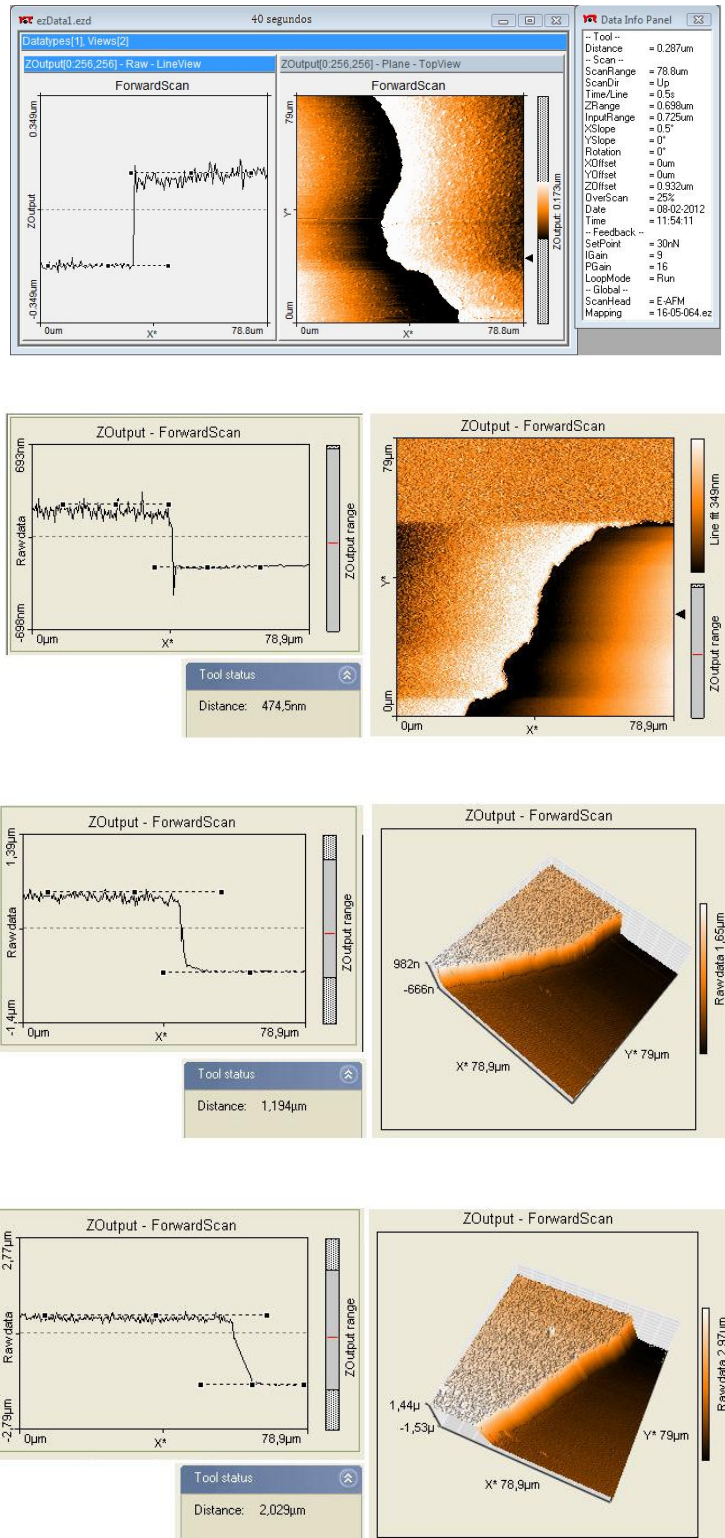 ezData1.ezd
40 segundos
Datatypes[1], Views[2]
ZOutput[0:256,256] - Raw - LineView
ForwardScan
0.349um
ZOutput
-0.349um
0um
X*
78.8um
ZOutput[0:256,256] - Plane - TopView
ForwardScan
79um
Y*
0um
0um
X*
78.8um
ZOutput: 0.173um
Data Info Panel
-- Tool --
Distance = 0.287um
-- Scan --
ScanRange = 78.8um
ScanDir = Up
Time/Line = 0.5s
ZRange = 0.698um
InputRange = 0.725um
XSlope = 0.5°
YSlope = 0°
Rotation = 0°
XOffset = 0um
YOffset = 0um
ZOffset = 0.932um
OverScan = 25%
Date = 08-02-2012
Time = 11:54:11
-- Feedback --
SetPoint = 30nN
IGain = 9
PGain = 16
LoopMode = Run
-- Global --
ScanHead = E-AFM
Mapping = 16-05-064.ez
ZOutput - ForwardScan
693nm
Raw data
-698nm
0µm
X*
78,9µm
ZOutput range
Tool status
Distance: 474,5nm
ZOutput - ForwardScan
79µm
Y*
0µm
0µm
X*
78,9µm
Line fit 349nm
ZOutput range
ZOutput - ForwardScan
1,39µm
Raw data
-1,4µm
0µm
X*
78,9µm
ZOutput range
Tool status
Distance: 1,194µm
ZOutput - ForwardScan
982n
-666n
X* 78,9µm
Y* 79µm
Raw data 1,65µm
ZOutput - ForwardScan
2,77µm
Raw data
-2,79µm
0µm
X*
78,9µm
ZOutput range
Tool status
Distance: 2,029µm
ZOutput - ForwardScan
1,44µ
-1,53µ
X* 78,9µm
Y* 79µm
Raw data 2,97µm